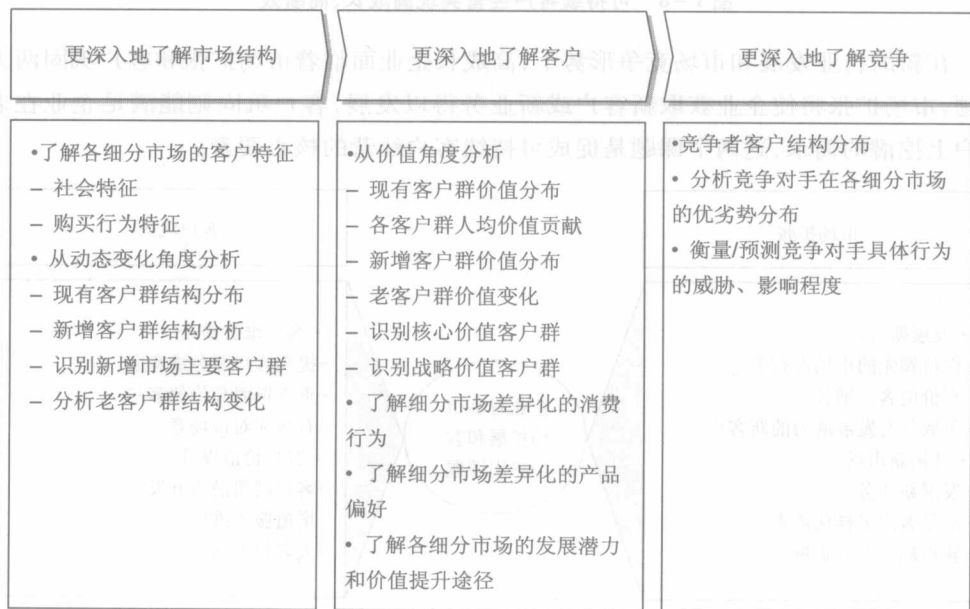 更深入地了解市场结构
•了解各细分市场的客户特征
– 社会特征
– 购买行为特征
• 从动态变化角度分析
– 现有客户群结构分布
– 新增客户群结构分析
– 识别新增市场主要客户群
– 分析老客户群结构变化
更深入地了解客户
•从价值角度分析
– 现有客户群价值分布
– 各客户群人均价值贡献
– 新增客户群价值分布
– 老客户群价值变化
– 识别核心价值客户群
– 识别战略价值客户群
• 了解细分市场差异化的消费
行为
• 了解细分市场差异化的产品
偏好
• 了解各细分市场的发展潜力
和价值提升途径
更深入地了解竞争
•竞争者客户结构分布
• 分析竞争对手在各细分市场
的优劣势分布
• 衡量/预测竞争对手具体行为
的威胁、影响程度